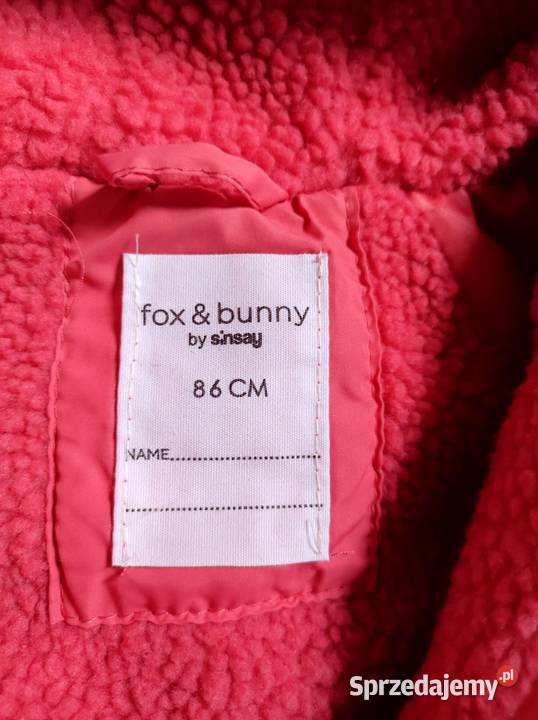 fox & bunny
by sinsay
86 CM
NAME..............................
........................................
Sprzedajemy.pl